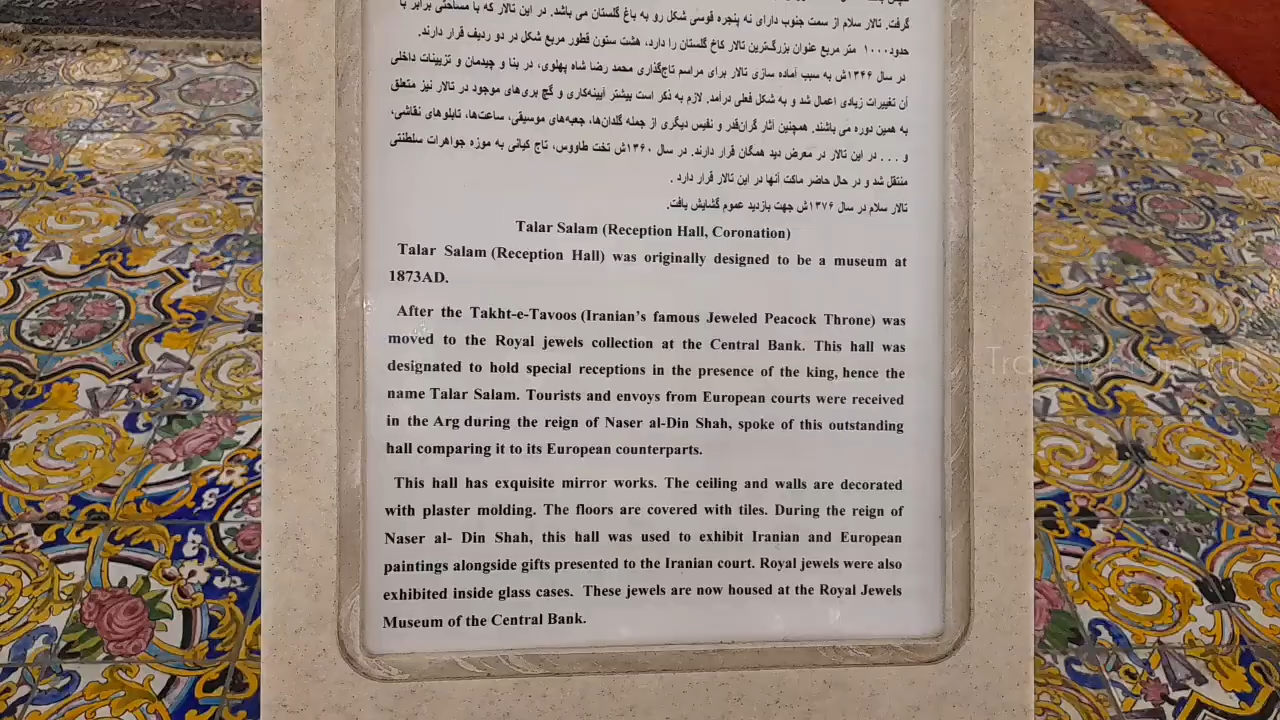 گرفت. تالار سلام از سمت جنوب دارای نه پنجره قوسی شکل رو به باغ گلستان می باشد. در این تالار که با مساحتی برابر با
حدود۱۰۰۰ متر مربع عنوان بزرگ‌ترین تالار کاخ گلستان را دارد، هشت ستون قطور مربع شکل در دو ردیف قرار دارند.
در سال ۱۳۴۶ش به سبب آماده سازی تالار برای مراسم تاج‌گذاری محمد رضا شاه پهلوی، در بنا و چیدمان و تزیینات داخلی
آن تغییرات زیادی اعمال شد و به شکل فعلی درآمد. لازم به ذکر است بیشتر آیینه‌کاری و گچ بری‌های موجود در تالار نیز متعلق
به همین دوره می باشند. همچنین آثار گران‌قدر و نفیس دیگری از جمله گلدان‌ها، جعبه‌های موسیقی، ساعت‌ها، تابلوهای نقاشی،
و . . . در این تالار در معرض دید همگان قرار دارند. در سال ۱۳۶۰ش تخت طاووس، تاج کیانی به موزه جواهرات سلطنتی
منتقل شد و در حال حاضر ماکت آنها در این تالار قرار دارد .
تالار سلام در سال ۱۳۷۶ش جهت بازدید عموم گشایش یافت.
Talar Salam (Reception Hall, Coronation)
Talar Salam (Reception Hall) was originally designed to be a museum at
1873AD.
After the Takht-e-Tavoos (Iranian's famous Jeweled Peacock Throne) was
moved to the Royal jewels collection at the Central Bank. This hall was
designated to hold special receptions in the presence of the king, hence the
name Talar Salam. Tourists and envoys from European courts were received
in the Arg during the reign of Naser al-Din Shah, spoke of this outstanding
hall comparing it to its European counterparts.
This hall has exquisite mirror works. The ceiling and walls are decorated
with plaster molding. The floors are covered with tiles. During the reign of
Naser al- Din Shah, this hall was used to exhibit Iranian and European
paintings alongside gifts presented to the Iranian court. Royal jewels were also
exhibited inside glass cases. These jewels are now housed at the Royal Jewels
Museum of the Central Bank.